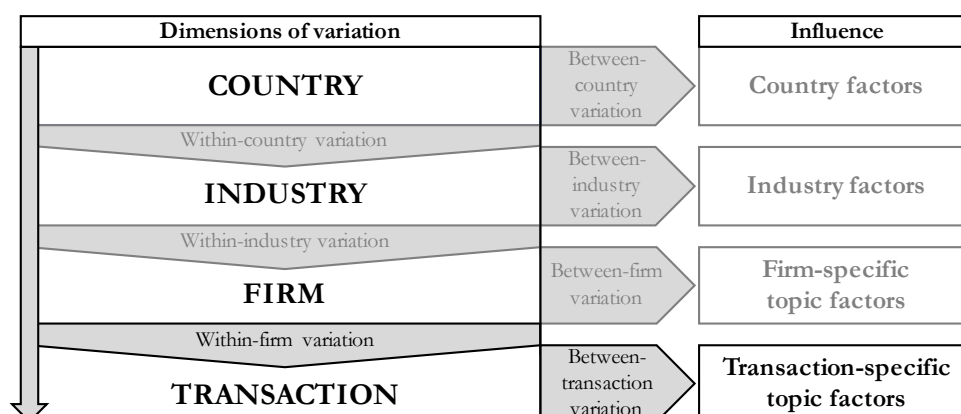 Dimensions of variation
Influence
COUNTRY
Between-
country
variation
Country factors
Within-country variation
INDUSTRY
Between-
industry
variation
Industry factors
Within-industry variation
FIRM
Between-firm
variation
Firm-specific
topic factors
Within-firm variation
TRANSACTION
Between-
transaction
variation
Transaction-specific
topic factors